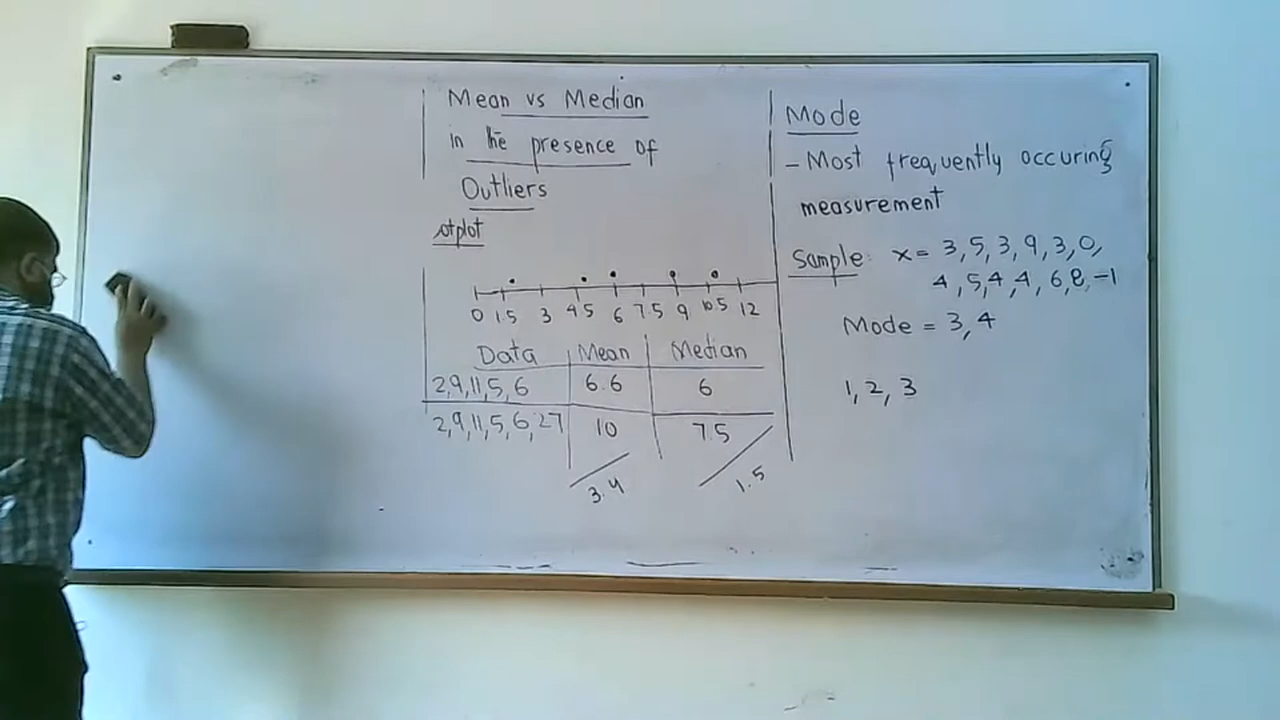 Mean vs Median
in the presence of
Outliers
otplot
0 1.5 3 4.5 6 7.5 9 10.5 12
Data Mean Median
2,9,11,5,6 6.6 6
2,9,11,5,6,27 10 7.5
3.4 1.5
Mode
- Most frequently occuring
measurement
Sample: x = 3,5,3,9,3,0,
4,5,4,4,6,8,-1
Mode = 3,4
1,2,3